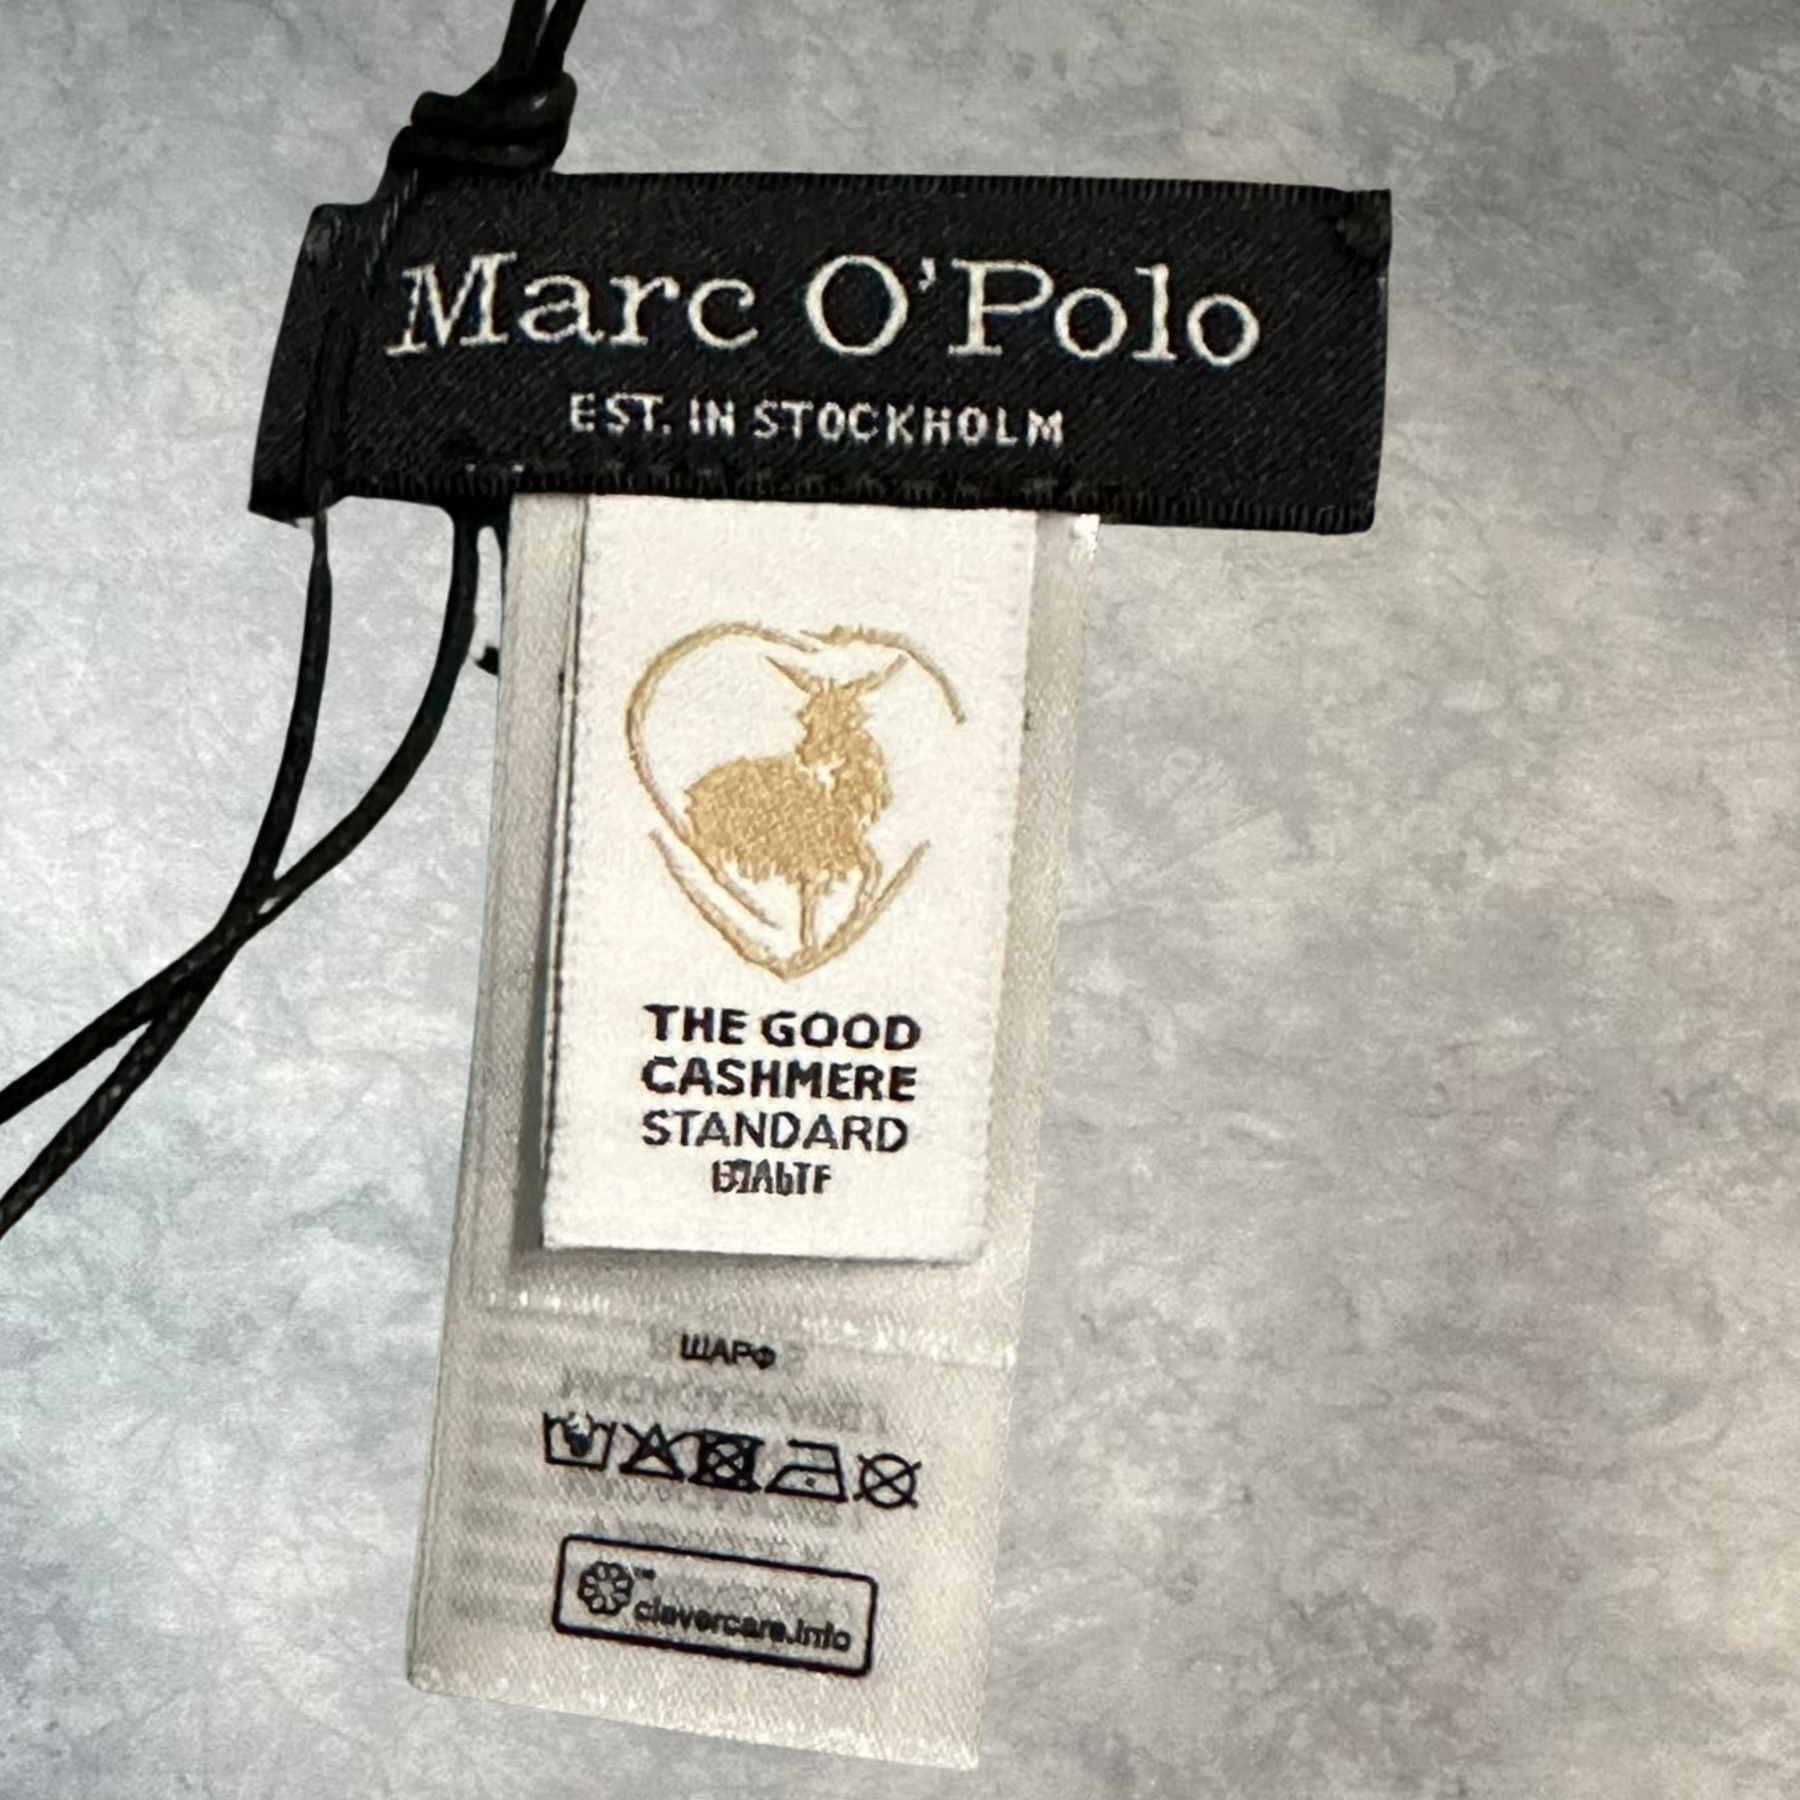 Marc O'Polo
EST. IN STOCKHOLM
THE GOOD
CASHMERE
STANDARD
ШАРФ
clevercare.info